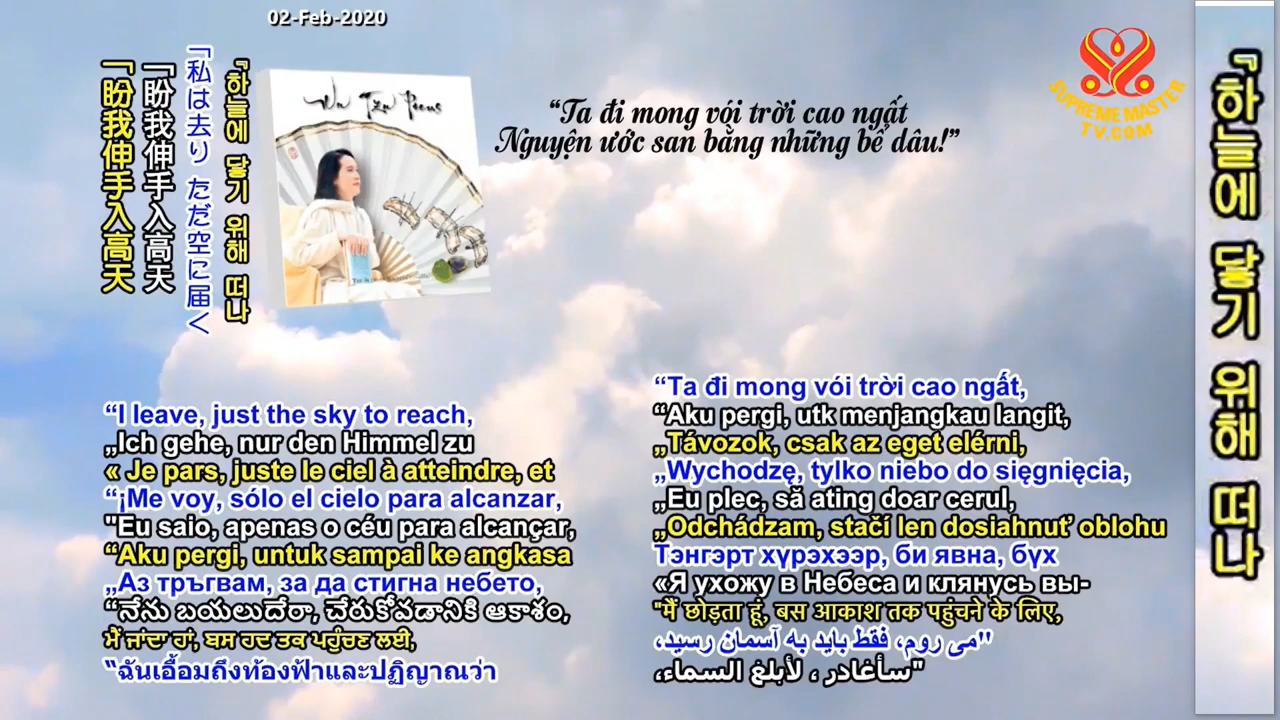 02-Feb-2020
SUPREME MASTER
TV.COM
「盼我伸手入高天
「盼我伸手入高天
「私は去り ただ空に届く
『하늘에 닿기 위해 떠나
Wu Tzu Poems
“Ta đi mong vói trời cao ngất
Nguyện ước san bằng những bể dâu!”
“I leave, just the sky to reach,
„Ich gehe, nur den Himmel zu
« Je pars, juste le ciel à atteindre, et
“¡Me voy, sólo el cielo para alcanzar,
"Eu saio, apenas o céu para alcançar,
“Aku pergi, untuk sampai ke angkasa
„Аз тръгвам, за да стигна небето,
“నేను బయలుదేరా, చేరుకోవడానికి ఆకాశం,
ਮੈਂ ਜਾਂਦਾ ਹਾਂ, ਬਸ ਹਦ ਤਕ ਪਹੁੰਚਣ ਲਈ,
“ฉันเอื้อมถึงท้องฟ้าและปฏิญาณว่า
“Ta đi mong vói trời cao ngất,
“Aku pergi, utk menjangkau langit,
„Távozok, csak az eget elérni,
„Wychodzę, tylko niebo do sięgnięcia,
„Eu plec, să ating doar cerul,
„Odchádzam, stačí len dosiahnuť oblohu
Тэнгэрт хүрэхээр, би явна, бүх
«Я ухожу в Небеса и клянусь вы-
"मैं छोड़ता हूं, बस आकाश तक पहुंचने के लिए,
"می روم، فقط باید به آسمان رسید،
"سأغادر ، لأبلغ السماء،
『하늘에 닿기 위해 떠나